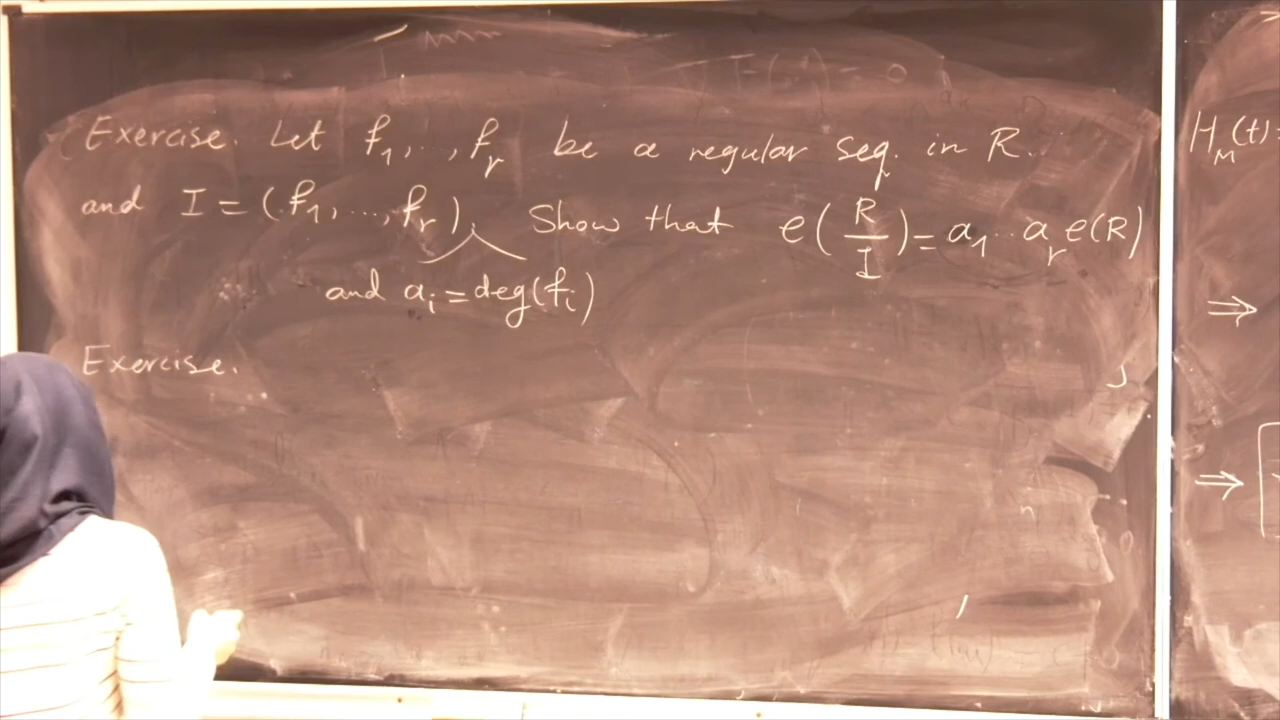 Exercise. Let f₁,..,fᵣ be a regular seq. in R.
and I = (f₁,...,fᵣ), Show that e(R/I) = a₁..aᵣ e(R)
and aᵢ = deg(fᵢ)
Exercise.
H_M(t)
⇒
⇒